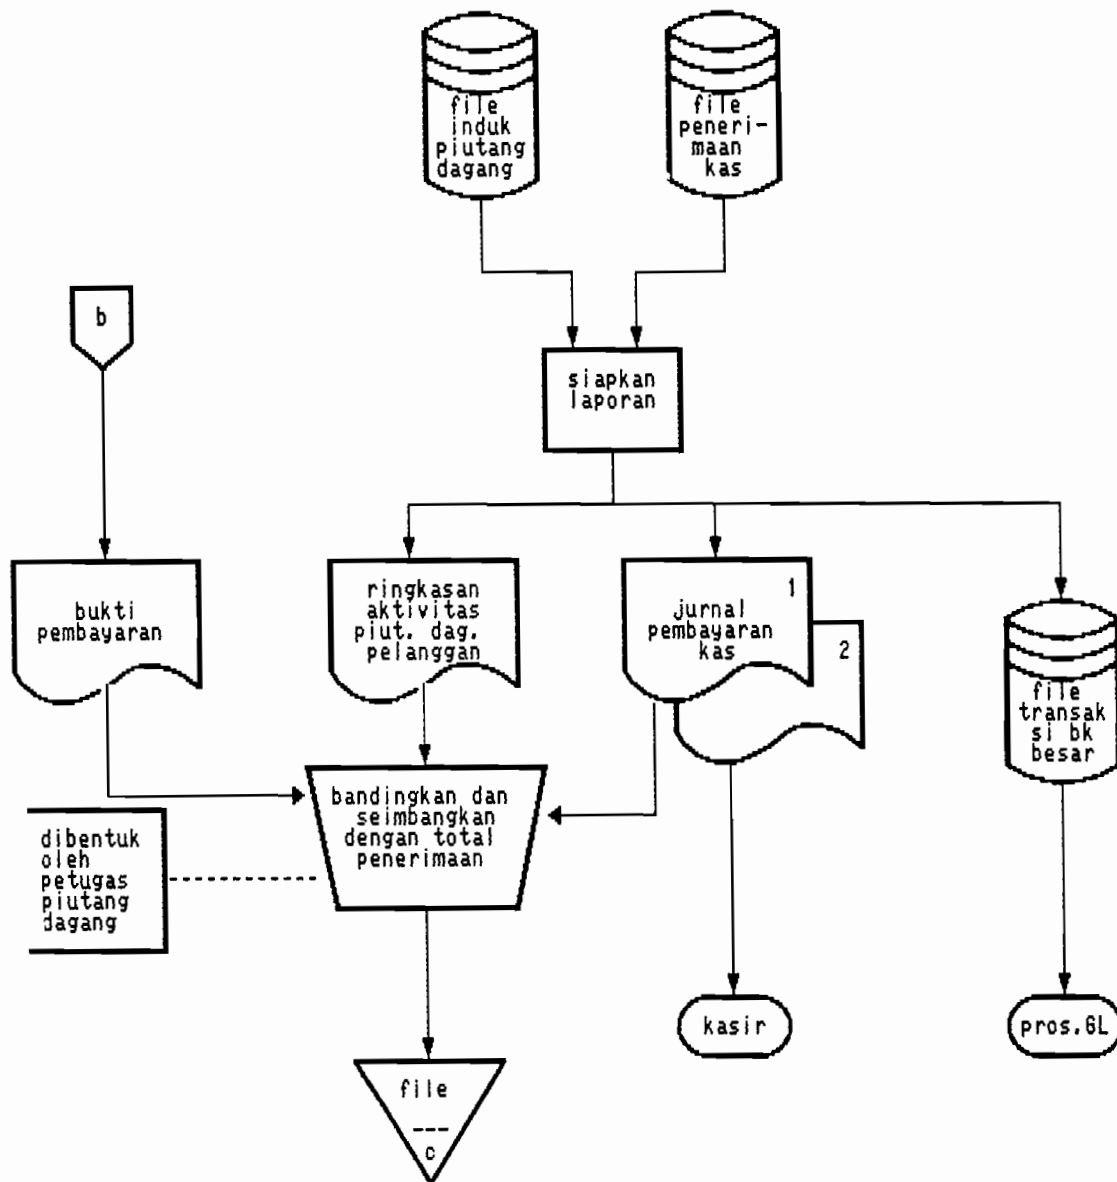 file
induk
piutang
dagang
file
peneri-
maan
kas
b
siapkan
laporan
bukti
pembayaran
ringkasan
aktivitas
piut. dag.
pelanggan
1
jurnal
pembayaran
kas
2
file
transak
si bk
besar
bandingkan dan
seimbangkan
dengan total
penerimaan
dibentuk
oleh
petugas
piutang
dagang
kasir
pros.GL
file
---
c